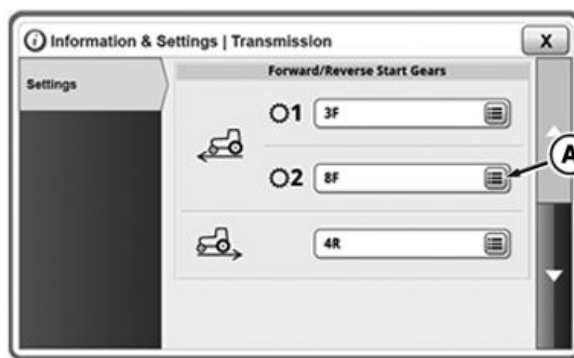 Information & Settings | Transmission
X
Settings
Forward/Reverse Start Gears
1 3F
2 8F
A
4R